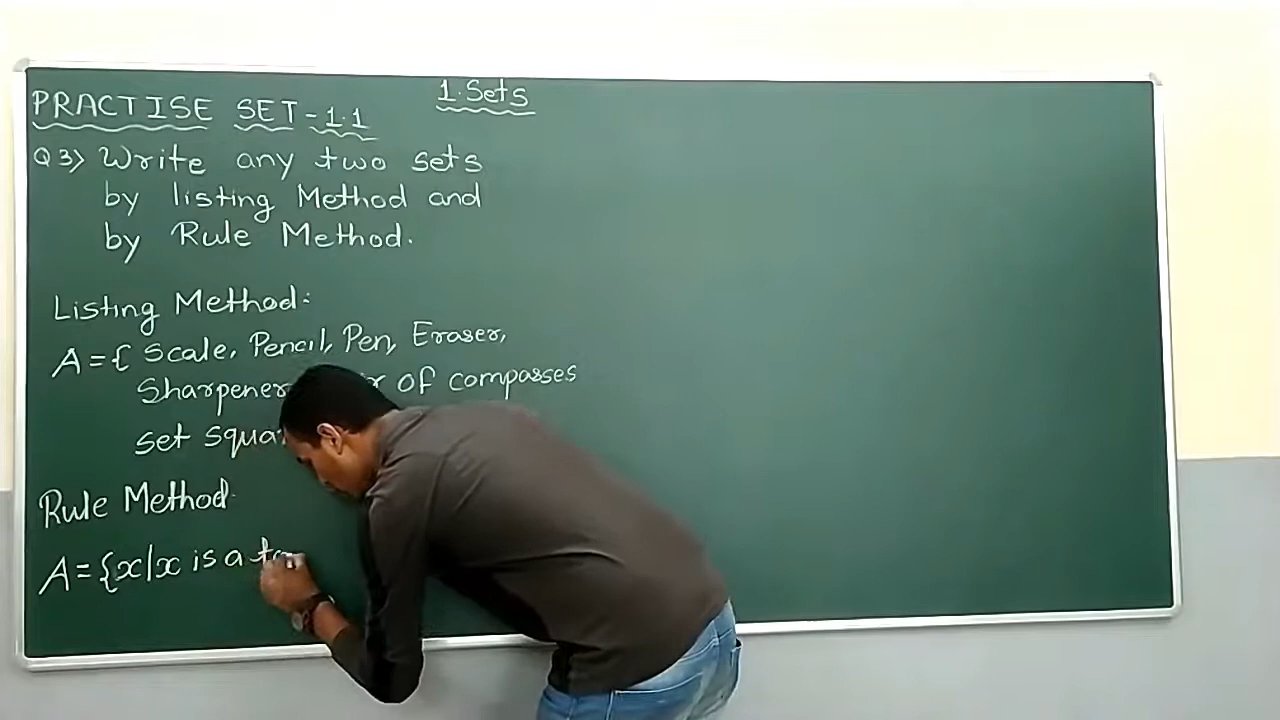 1. Sets
PRACTISE SET-1.1
Q3) Write any two sets
by listing Method and
by Rule Method.
Listing Method:
A = { Scale, Pencil, Pen, Eraser,
Sharpener of compasses
set
Rule Method
A = {x/x is a